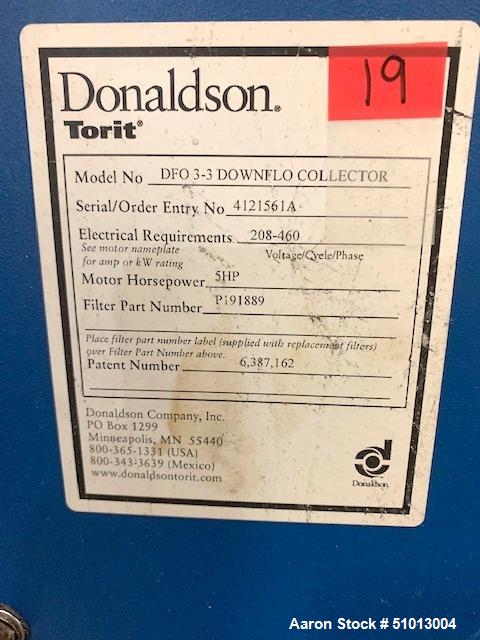 19
Donaldson.
Torit®
Model No DFO 3-3 DOWNFLO COLLECTOR
Serial/Order Entry No 4121561A
Electrical Requirements 208-460
See motor nameplate Voltage/Cycle/Phase
for amp or kW rating
Motor Horsepower 5HP
Filter Part Number P191889
Place filter part number label (supplied with replacement filters)
over Filter Part Number above.
Patent Number 6,387,162
Donaldson Company, Inc.
PO Box 1299
Minneapolis, MN 55440
800-365-1331 (USA)
800-343-3639 (Mexico)
www.donaldsontorit.com
Donaldson.
Aaron Stock # 51013004